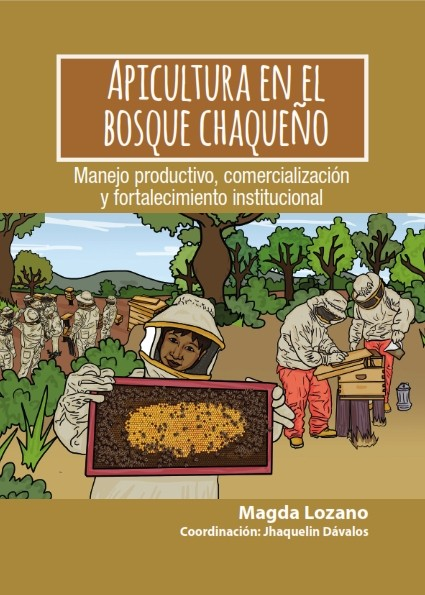 APICULTURA EN EL
BOSQUE CHAQUEÑO
Manejo productivo, comercialización
y fortalecimiento institucional
Magda Lozano
Coordinación: Jhaquelin Dávalos